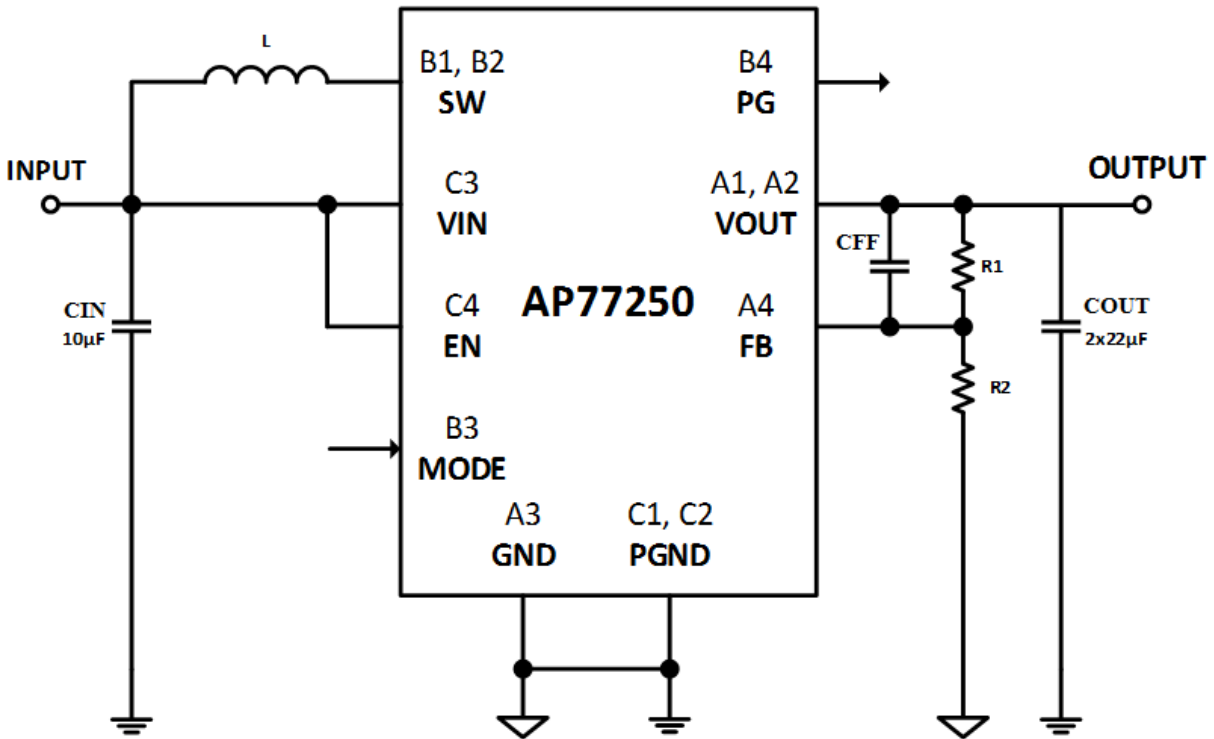 L
B1, B2
SW
B4
PG
INPUT
C3
VIN
A1, A2
VOUT
OUTPUT
CFF
R1
CIN
10μF
C4
EN
AP77250
A4
FB
COUT
2x22μF
R2
B3
MODE
A3
GND
C1, C2
PGND